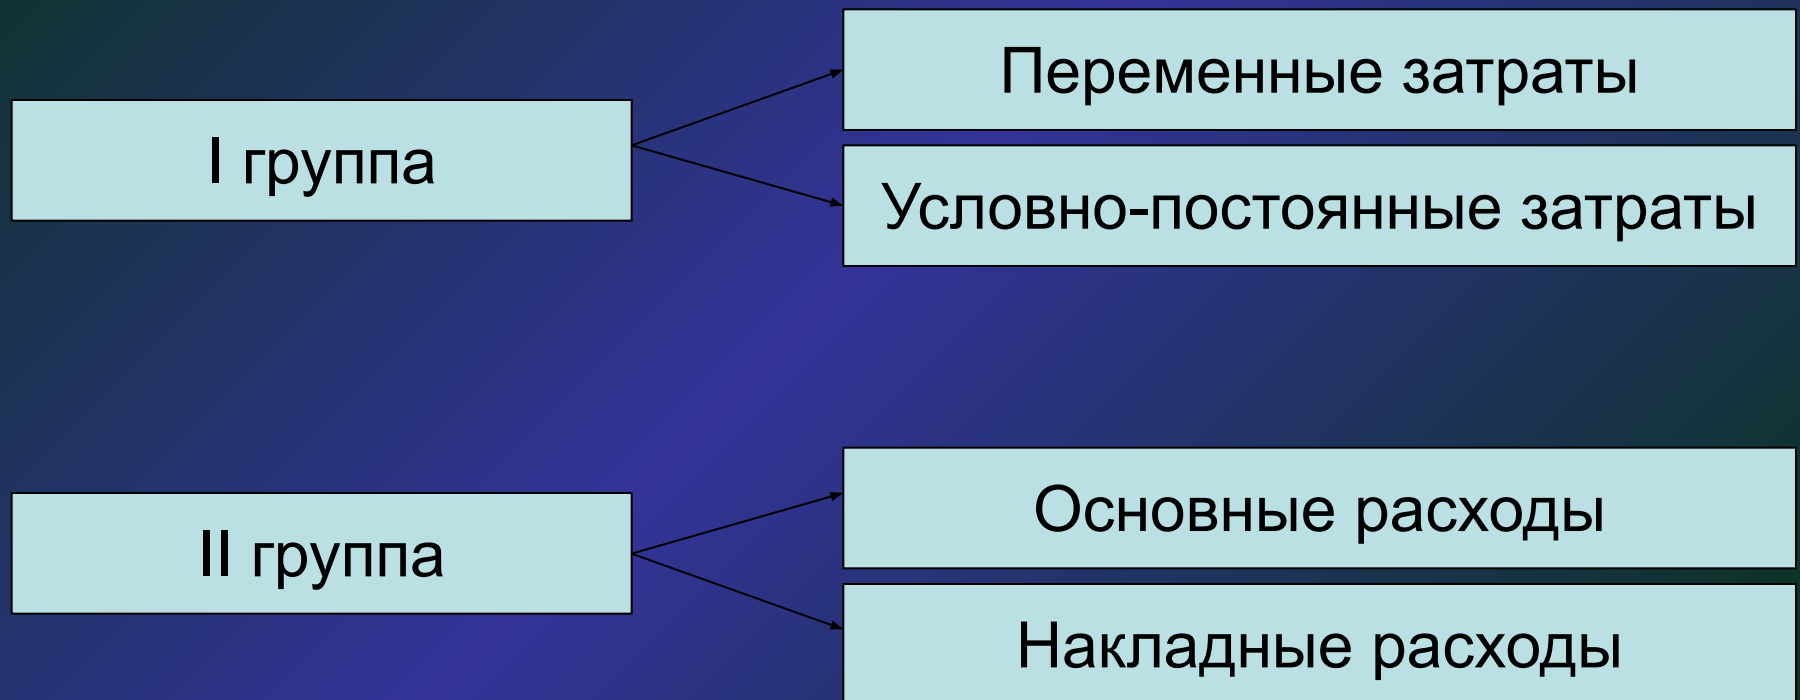 I группа
Переменные затраты
Условно-постоянные затраты
II группа
Основные расходы
Накладные расходы